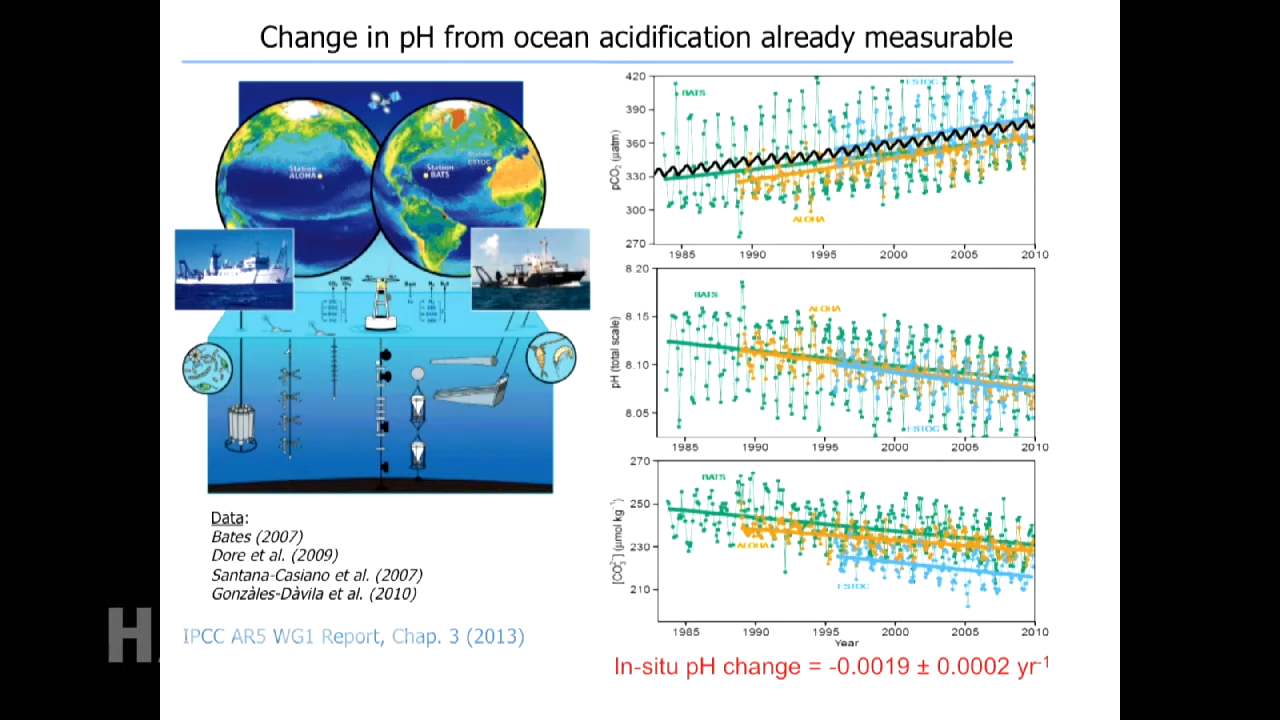 Change in pH from ocean acidification already measurable
Station
ALOHA
Station
BATS
Station
ESTOC
Data:
Bates (2007)
Dore et al. (2009)
Santana-Casiano et al. (2007)
Gonzàles-Dàvila et al. (2010)
IPCC AR5 WG1 Report, Chap. 3 (2013)
H
pCO₂ (µatm)
420
390
360
330
300
270
BATS
ESTOC
ALOHA
1985 1990 1995 2000 2005 2010
pH (total scale)
8.20
8.15
8.10
8.05
BATS
ALOHA
ESTOC
1985 1990 1995 2000 2005 2010
[CO₃²⁻] (µmol kg⁻¹)
270
250
230
210
BATS
ALOHA
ESTOC
1985 1990 1995 2000 2005 2010
Year
In-situ pH change = -0.0019 ± 0.0002 yr⁻¹